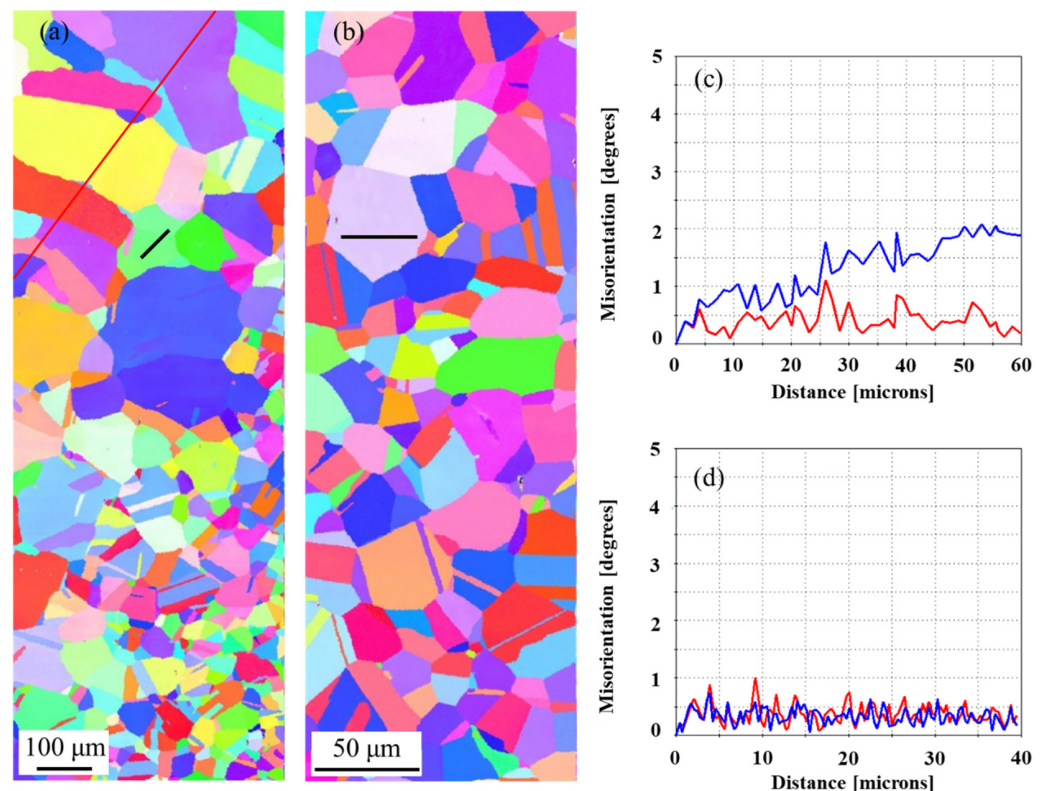 (a)
(b)
100 μm
50 μm
(c)
5
4
3
2
1
0
0 10 20 30 40 50 60
Misorientation [degrees]
Distance [microns]
(d)
5
4
3
2
1
0
0 10 20 30 40
Misorientation [degrees]
Distance [microns]